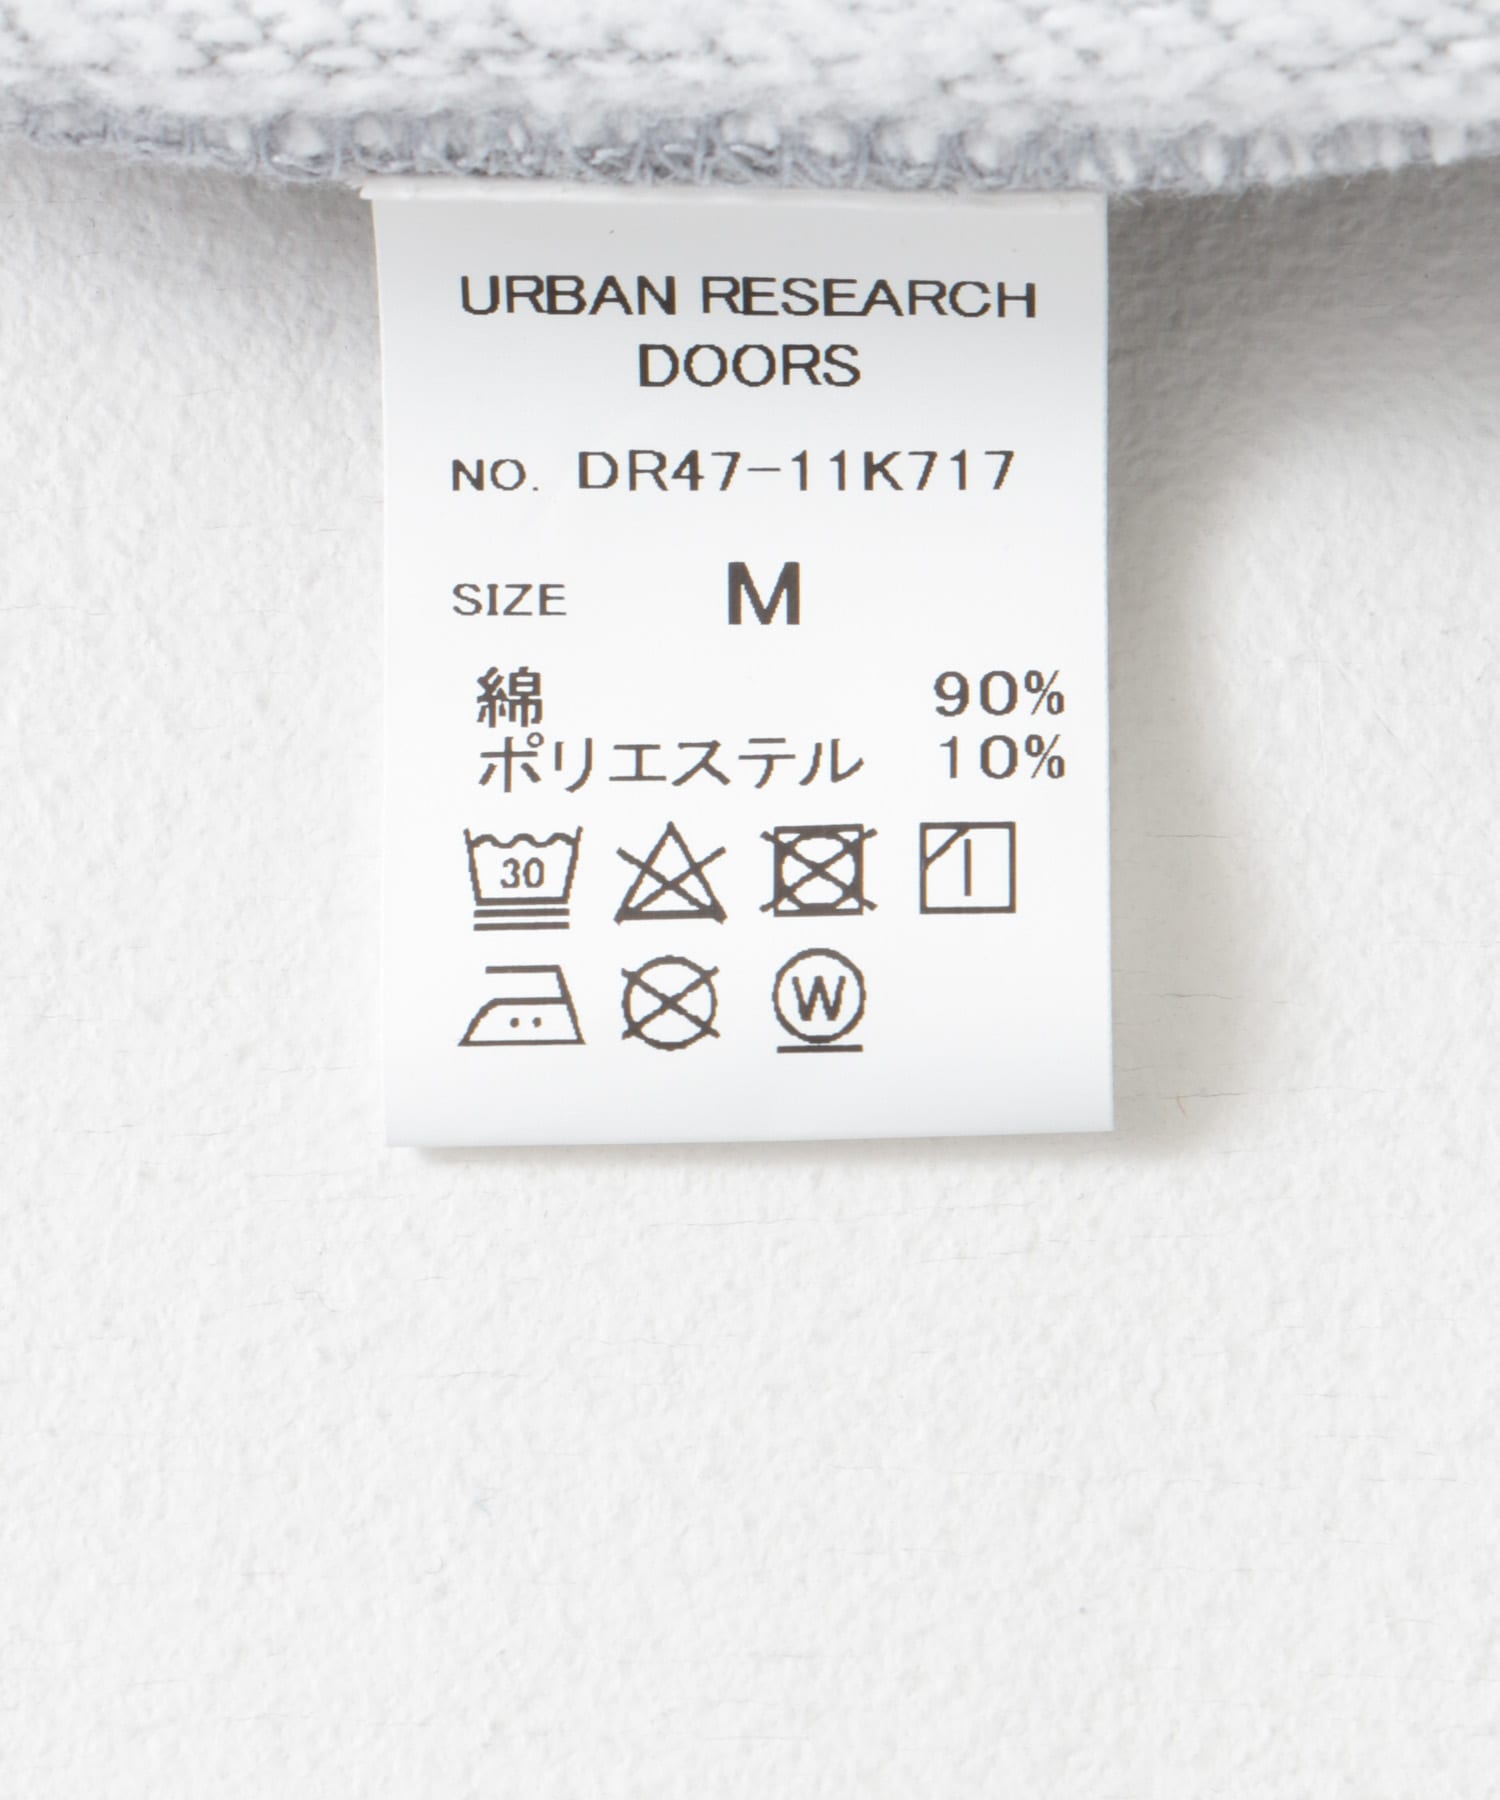 URBAN RESEARCH
DOORS
NO. DR47-11K717
SIZE M
綿 90%
ポリエステル 10%
30
W